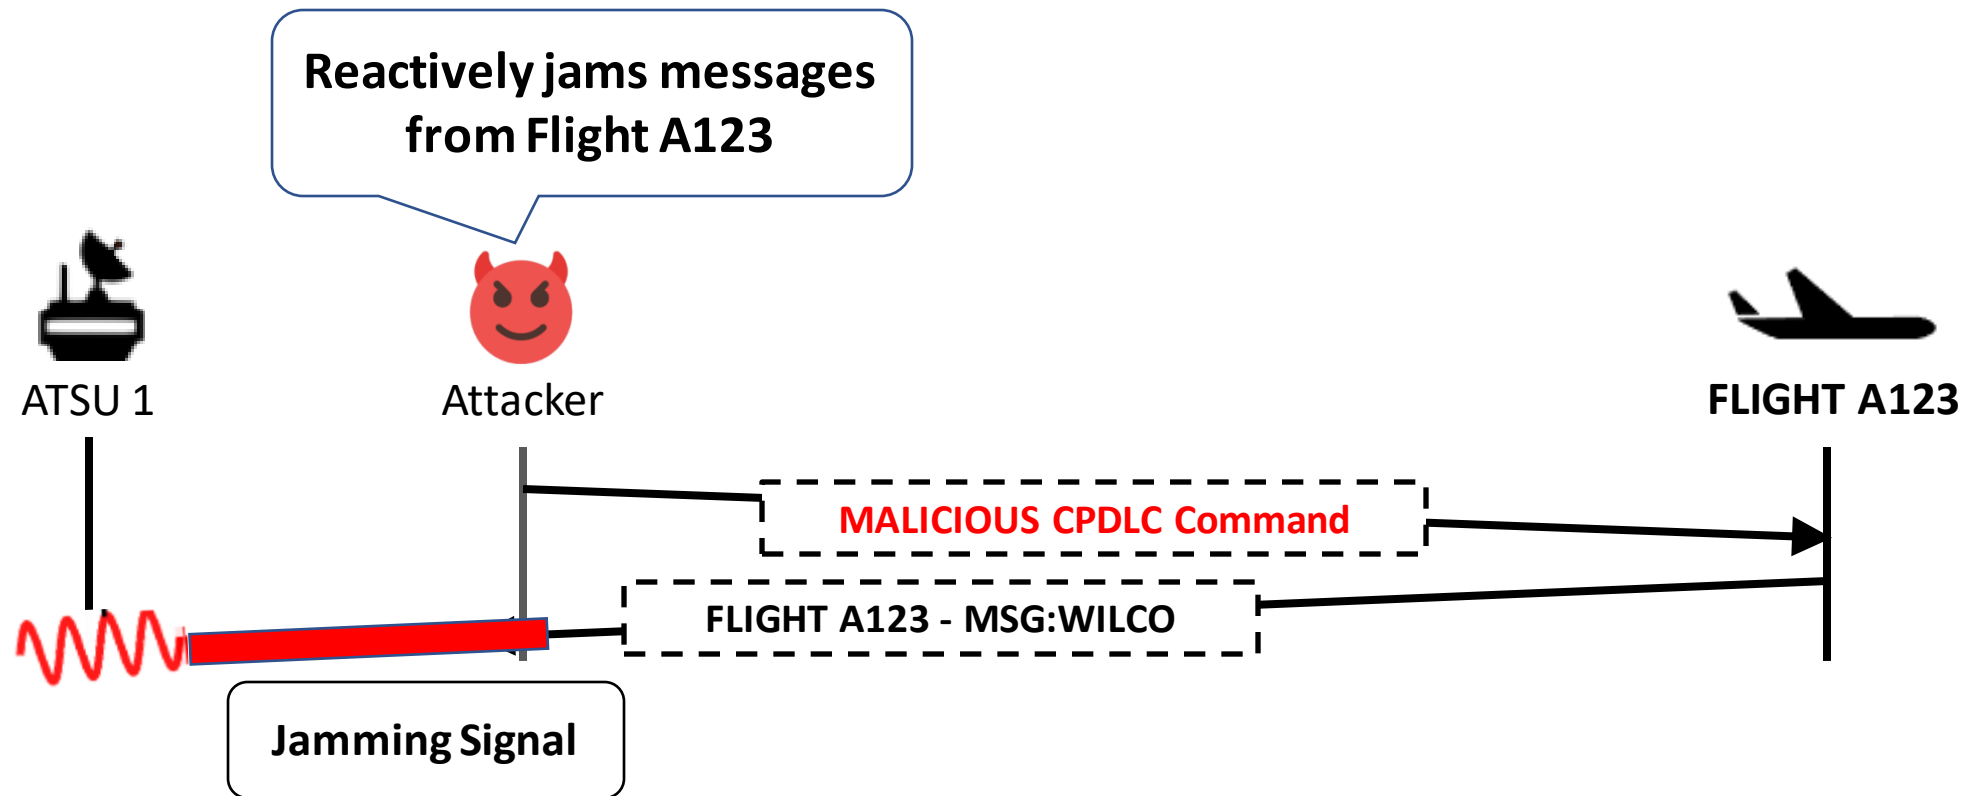 Reactively jams messages
from Flight A123
ATSU 1
Attacker
FLIGHT A123
MALICIOUS CPDLC Command
FLIGHT A123 - MSG:WILCO
Jamming Signal